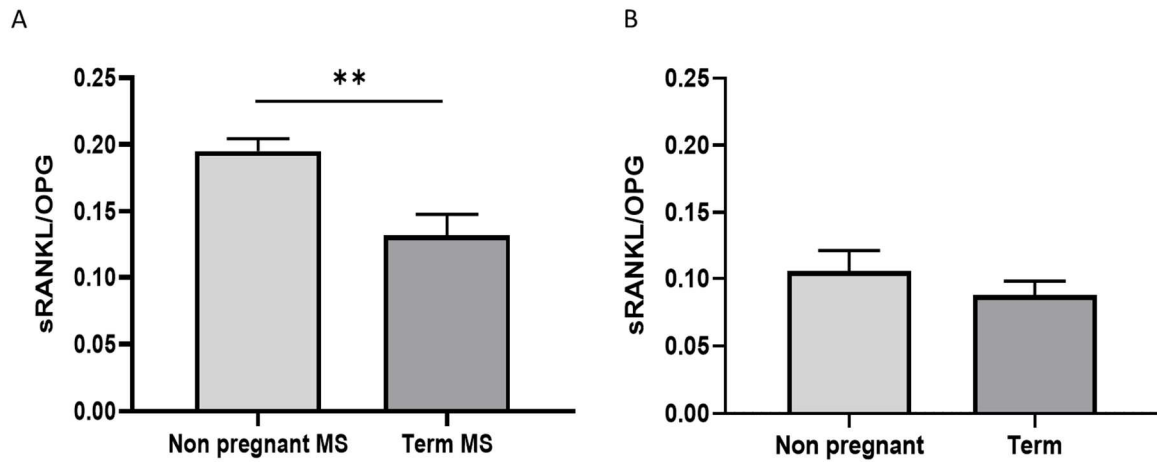 A
B
**
sRANKL/OPG
0.25
0.20
0.15
0.10
0.05
0.00
Non pregnant MS
Term MS
sRANKL/OPG
0.25
0.20
0.15
0.10
0.05
0.00
Non pregnant
Term